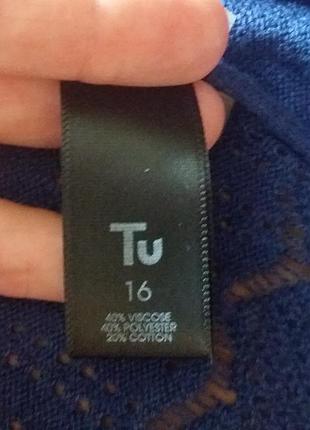 Tu
16
40% VISCOSE
40% POLYESTER
20% COTTON